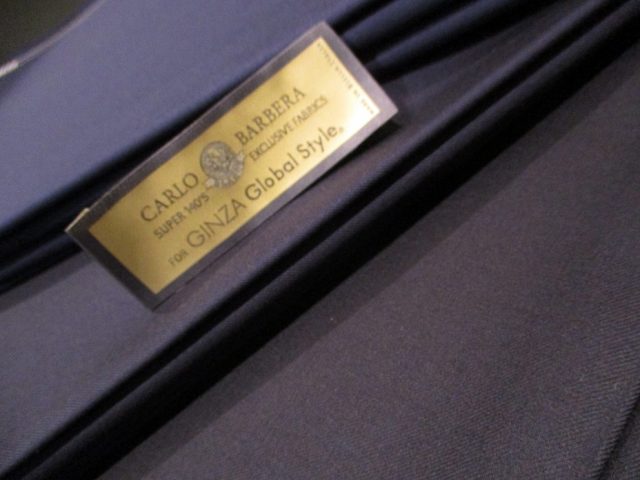 CARLO BARBERA
SUPER 140'S EXCLUSIVE FABRICS
FOR GINZA Global Style.